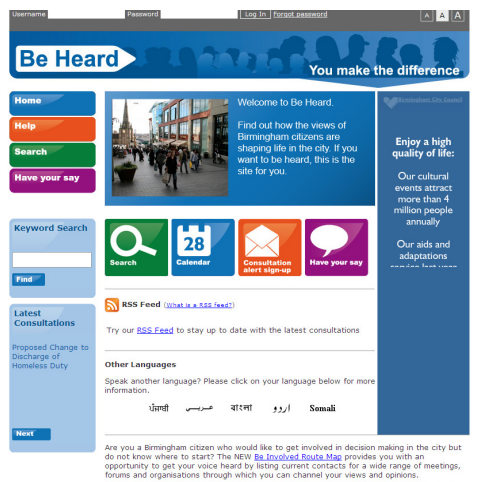 Username Password Log In Forgot password A A A
Be Heard
You make the difference
Home
Help
Search
Have your say
Welcome to Be Heard.
Find out how the views of
Birmingham citizens are
shaping life in the city. If you
want to be heard, this is the
site for you.
Birmingham City Council
Enjoy a high
quality of life:
Our cultural
events attract
more than 4
million people
annually
Our aids and
adaptations
service last year
Keyword Search
Find
Search
28
Calendar
Consultation
alert sign-up
Have your say
Latest
Consultations
Proposed Change to
Discharge of
Homeless Duty
Next
RSS Feed (What is a RSS feed?)
Try our RSS Feed to stay up to date with the latest consultations
Other Languages
Speak another language? Please click on your language below for more
information.
ਪੰਜਾਬੀ عربي বাংলা اردو Somali
Are you a Birmingham citizen who would like to get involved in decision making in the city but
do not know where to start? The NEW Be Involved Route Map provides you with an
opportunity to get your voice heard by listing current contacts for a wide range of meetings,
forums and organisations through which you can channel your views and opinions.